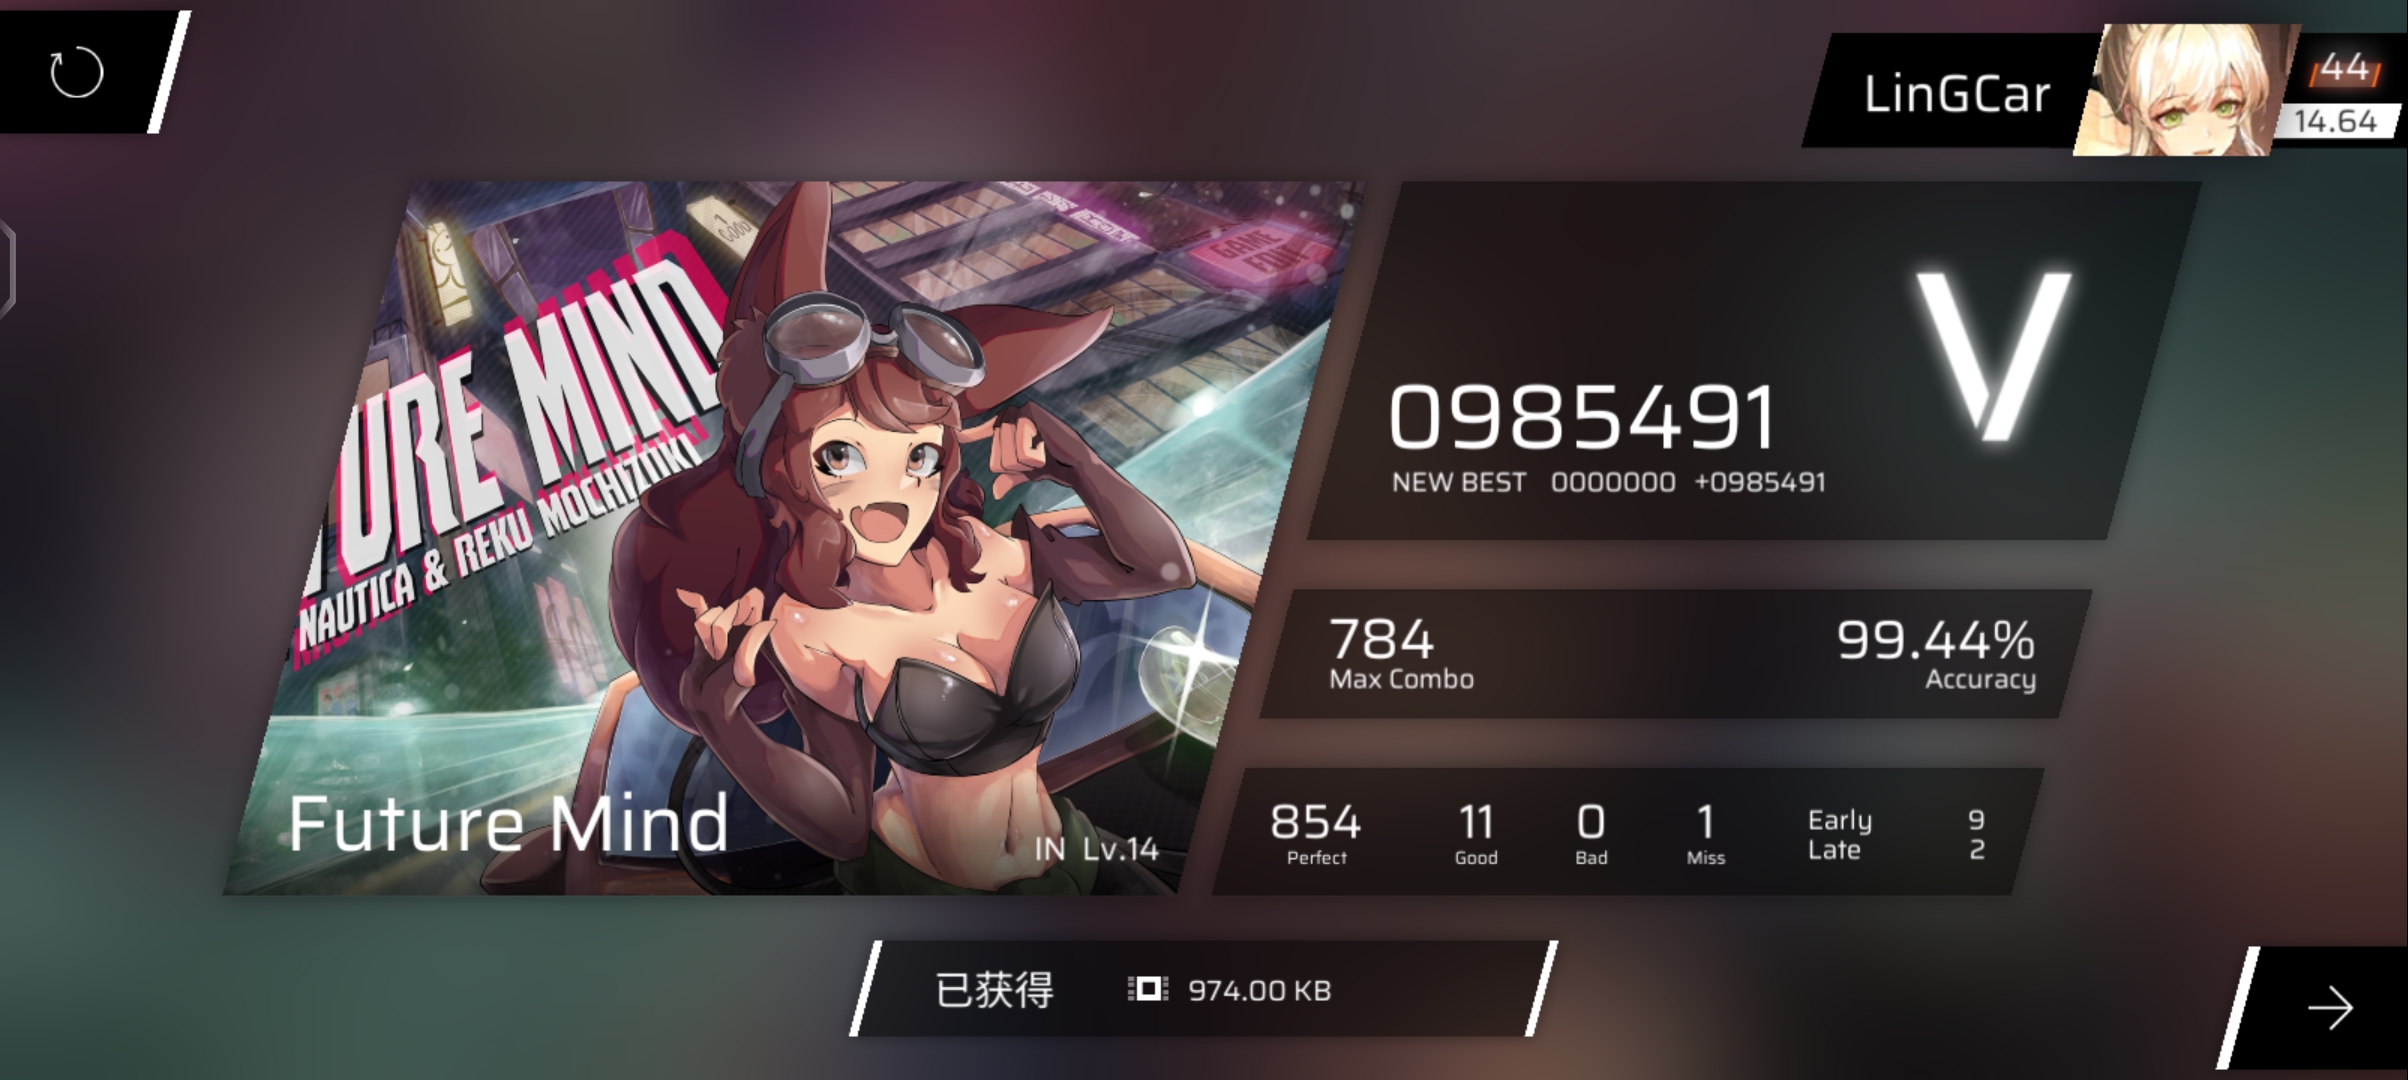 LinGCar
44
14.64
GAME
FUN!
URE MIND
NAUTICA & REKU MOCHIZUKI
Future Mind
IN Lv.14
V
0985491
NEW BEST 0000000 +0985491
784
Max Combo
99.44%
Accuracy
854
Perfect
11
Good
0
Bad
1
Miss
Early 9
Late 2
已获得 974.00 KB